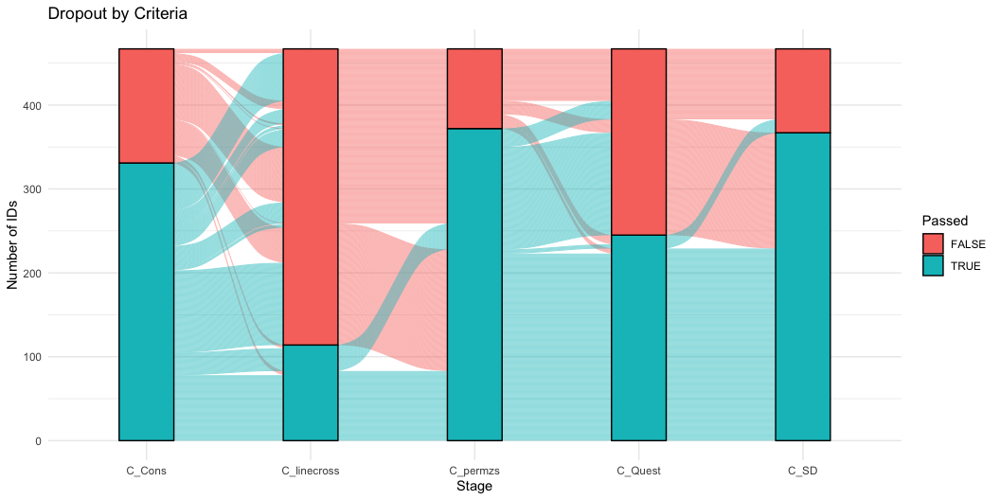 Dropout by Criteria
Number of IDs
400
300
200
100
0
C_Cons
C_linecross
C_permzs
C_Quest
C_SD
Stage
Passed
FALSE
TRUE